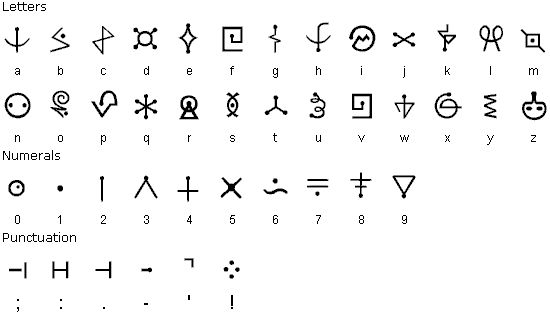 Letters
a b c d e f g h i j k l m
n o p q r s t u v w x y z
Numerals
0 1 2 3 4 5 6 7 8 9
Punctuation
; : . - ' !